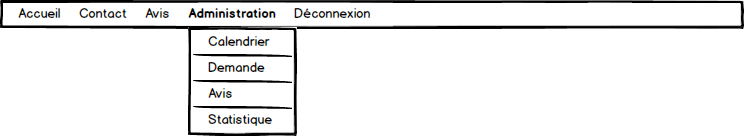 Accueil Contact Avis Administration Déconnexion
Calendrier
Demande
Avis
Statistique